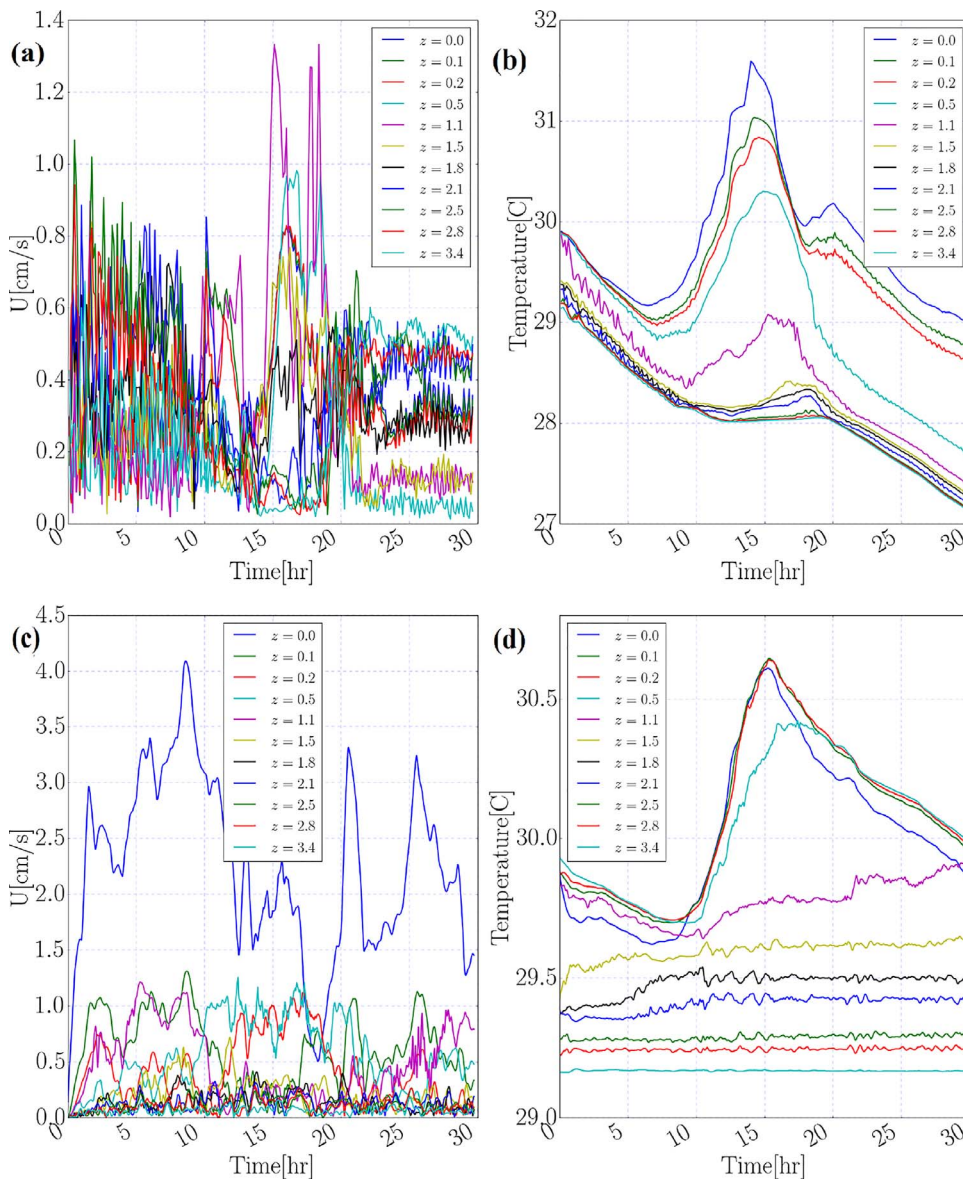 (a)
U[cm/s]
1.4
1.2
1.0
0.8
0.6
0.4
0.2
0.0
0
5
10
15
20
25
30
Time[hr]
z = 0.0
z = 0.1
z = 0.2
z = 0.5
z = 1.1
z = 1.5
z = 1.8
z = 2.1
z = 2.5
z = 2.8
z = 3.4
(b)
Temperature[C]
32
31
30
29
28
27
0
5
10
15
20
25
30
Time[hr]
z = 0.0
z = 0.1
z = 0.2
z = 0.5
z = 1.1
z = 1.5
z = 1.8
z = 2.1
z = 2.5
z = 2.8
z = 3.4
(c)
U[cm/s]
4.5
4.0
3.5
3.0
2.5
2.0
1.5
1.0
0.5
0.0
0
5
10
15
20
25
30
Time[hr]
z = 0.0
z = 0.1
z = 0.2
z = 0.5
z = 1.1
z = 1.5
z = 1.8
z = 2.1
z = 2.5
z = 2.8
z = 3.4
(d)
Temperature[C]
30.5
30.0
29.5
29.0
0
5
10
15
20
25
30
Time[hr]
z = 0.0
z = 0.1
z = 0.2
z = 0.5
z = 1.1
z = 1.5
z = 1.8
z = 2.1
z = 2.5
z = 2.8
z = 3.4